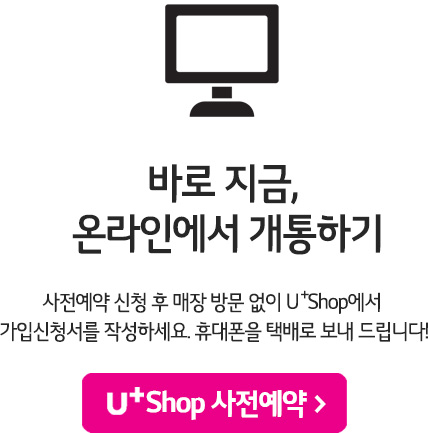 바로 지금,
온라인에서 개통하기
사전예약 신청 후 매장 방문 없이 U+Shop에서
가입신청서를 작성하세요. 휴대폰을 택배로 보내 드립니다!
U+Shop 사전예약 >